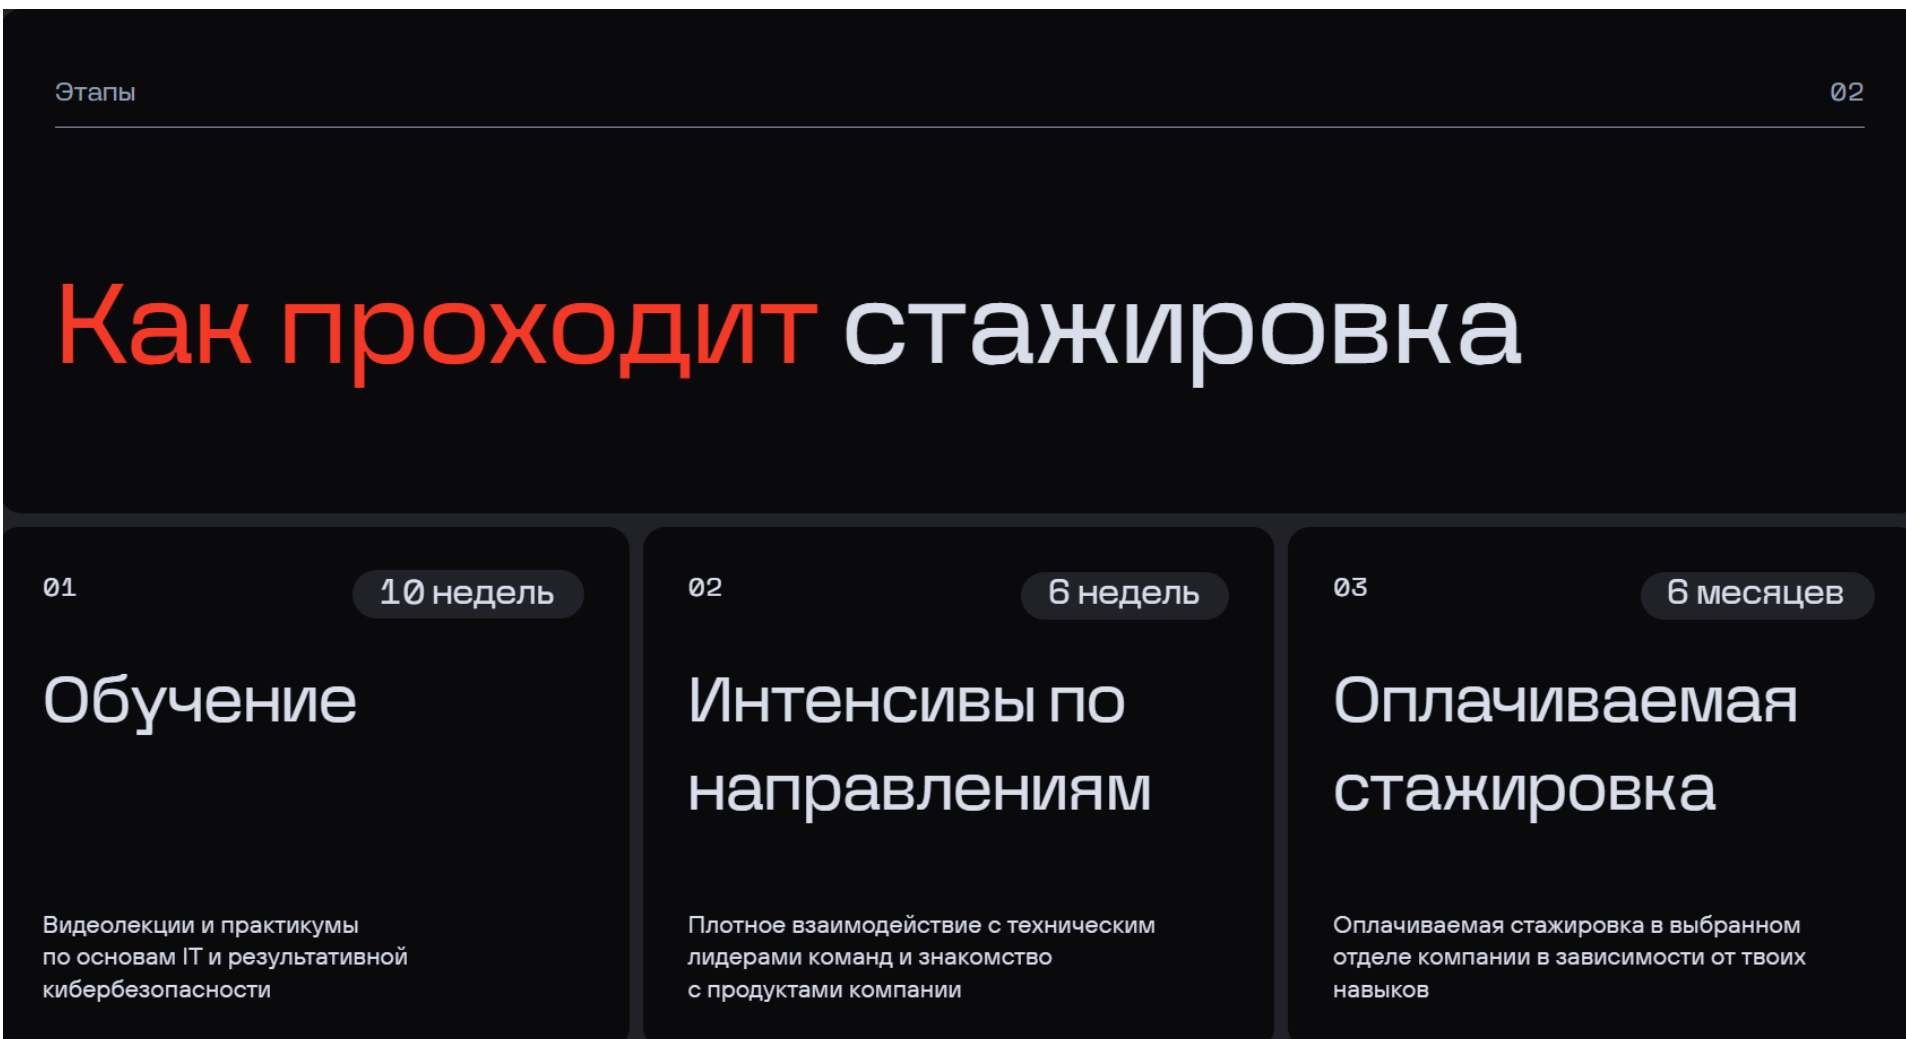 Этапы
02
Как проходит стажировка
01
10 недель
Обучение
Видеолекции и практикумы
по основам IT и результативной
кибербезопасности
02
6 недель
Интенсивы по
направлениям
Плотное взаимодействие с техническим
лидерами команд и знакомство
с продуктами компании
03
6 месяцев
Оплачиваемая
стажировка
Оплачиваемая стажировка в выбранном
отделе компании в зависимости от твоих
навыков